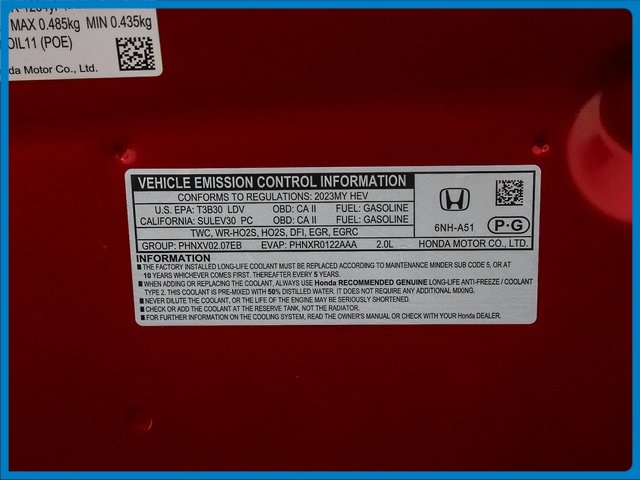 MAX 0.485kg MIN 0.435kg
OIL11 (POE)
Honda Motor Co., Ltd.
VEHICLE EMISSION CONTROL INFORMATION
CONFORMS TO REGULATIONS: 2023MY HEV
U.S. EPA: T3B30 LDV OBD: CA II FUEL: GASOLINE
CALIFORNIA: SULEV30 PC OBD: CA II FUEL: GASOLINE
TWC, WR-HO2S, HO2S, DFI, EGR, EGRC
GROUP: PHNXV02.07EB EVAP: PHNXR0122AAA 2.0L
6NH-A51
P·G
HONDA MOTOR CO., LTD.
INFORMATION
■ THE FACTORY INSTALLED LONG-LIFE COOLANT MUST BE REPLACED ACCORDING TO MAINTENANCE MINDER SUB CODE 5, OR AT
10 YEARS WHICHEVER COMES FIRST. THEREAFTER EVERY 5 YEARS.
■ WHEN ADDING OR REPLACING THE COOLANT, ALWAYS USE Honda RECOMMENDED GENUINE LONG-LIFE ANTI-FREEZE / COOLANT
TYPE 2. THIS COOLANT IS PRE-MIXED WITH 50% DISTILLED WATER. IT DOES NOT REQUIRE ANY ADDITIONAL MIXING.
■ NEVER DILUTE THE COOLANT, OR THE LIFE OF THE ENGINE MAY BE SERIOUSLY SHORTENED.
■ CHECK OR ADD THE COOLANT AT THE RESERVE TANK, NOT THE RADIATOR.
■ FOR FURTHER INFORMATION ON THE COOLING SYSTEM, READ THE OWNER'S MANUAL OR CHECK WITH YOUR Honda DEALER.